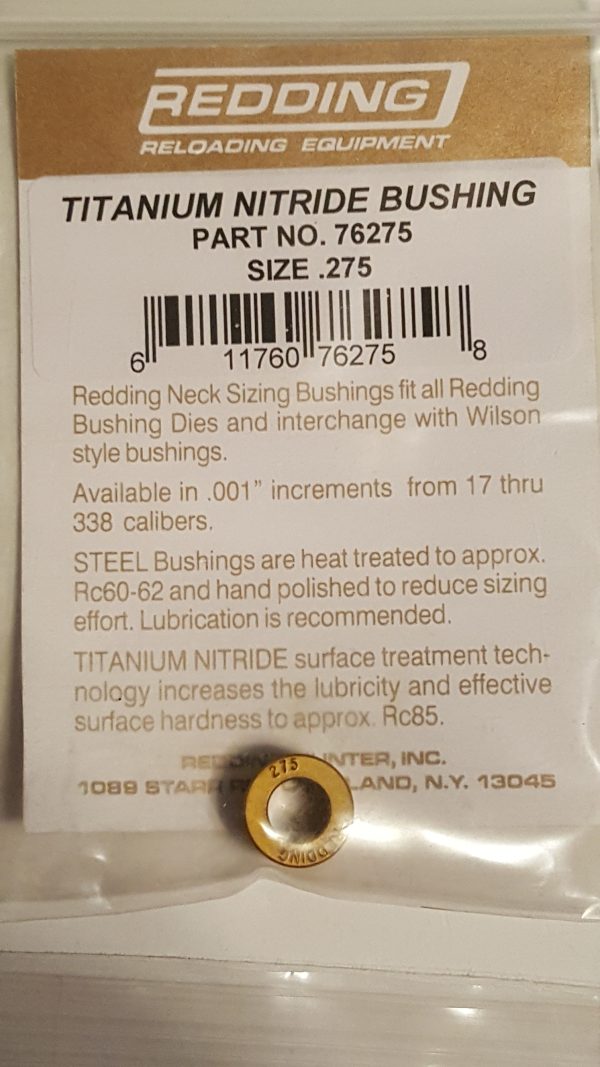 REDDING
RELOADING EQUIPMENT
TITANIUM NITRIDE BUSHING
PART NO. 76275
SIZE .275
6 11760 76275 8
Redding Neck Sizing Bushings fit all Redding
Bushing Dies and interchange with Wilson
style bushings.
Available in .001” increments from 17 thru
338 calibers.
STEEL Bushings are heat treated to approx.
Rc60-62 and hand polished to reduce sizing
effort. Lubrication is recommended.
TITANIUM NITRIDE surface treatment tech-
nology increases the lubricity and effective
surface hardness to approx. Rc85.
INC.
1089 N.Y. 13045
275
REDDING